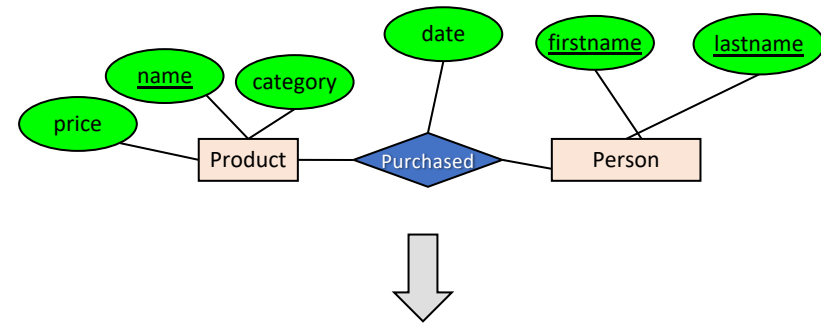 date
firstname
lastname
name
category
price
Product
Purchased
Person